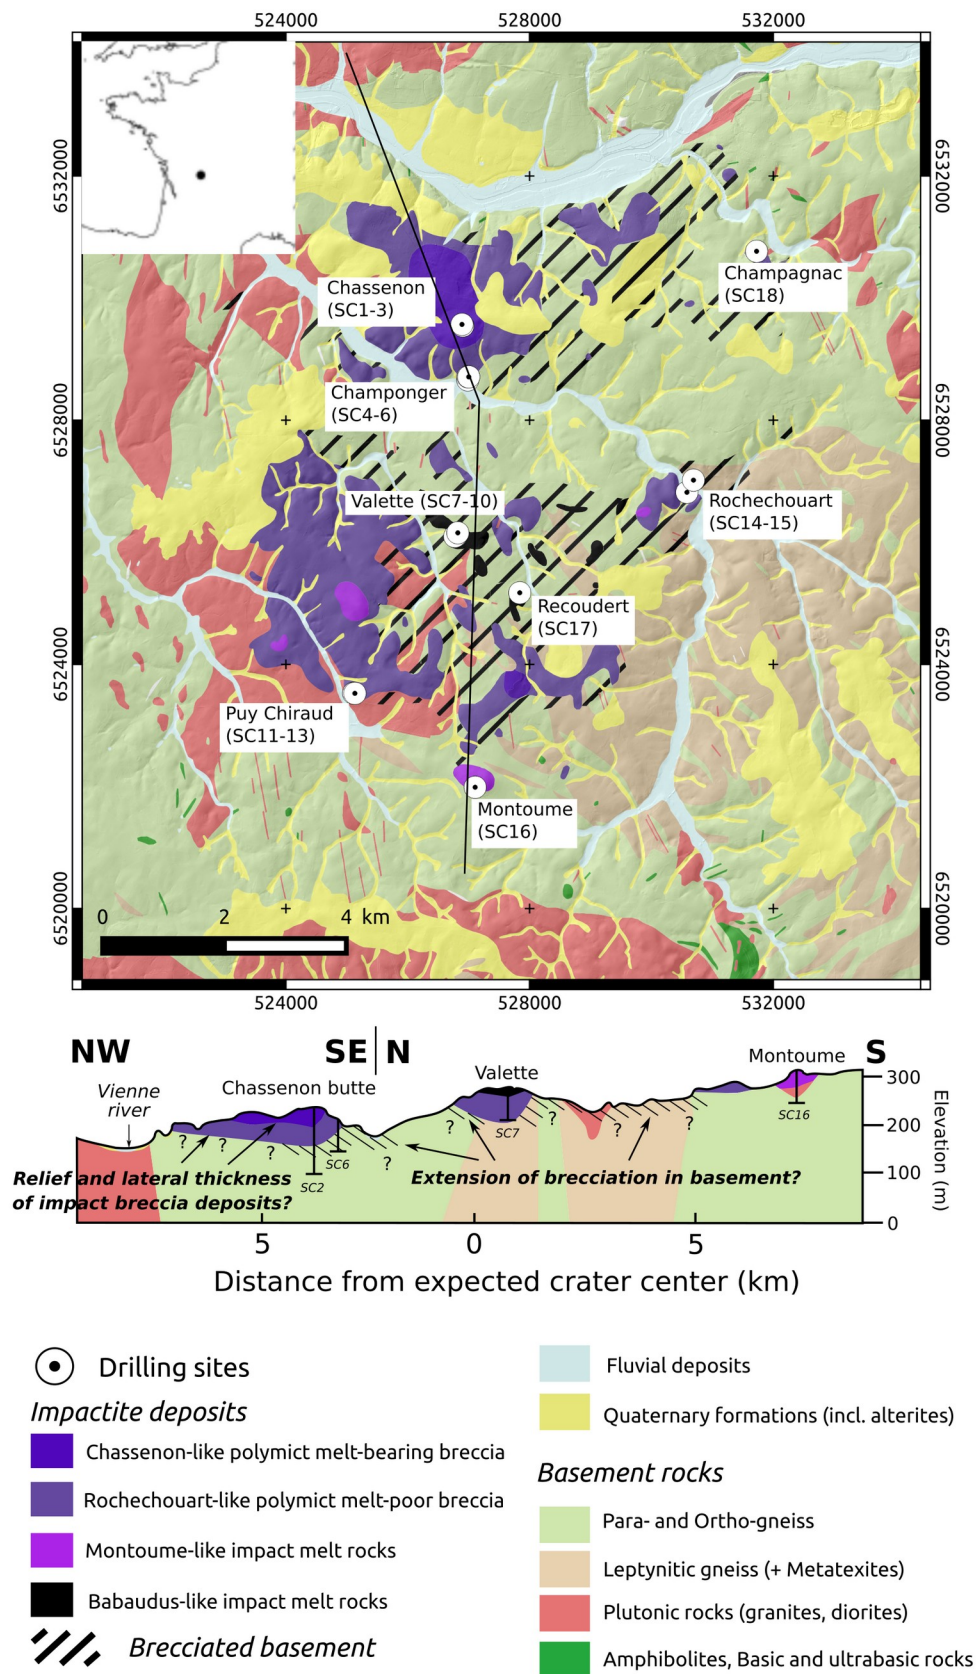 524000
528000
532000
6532000
6532000
Chassenon
(SC1-3)
Champagnac
(SC18)
Champonger
(SC4-6)
6528000
6528000
Valette (SC7-10)
Rochechouart
(SC14-15)
Recoudert
(SC17)
6524000
6524000
Puy Chiraud
(SC11-13)
Montoume
(SC16)
6520000
6520000
0 2 4 km
524000
528000
532000
NW
SE
N
S
Vienne
river
Chassenon butte
Valette
Montoume
300
200
100
0
Elevation (m)
SC16
SC7
SC6
SC2
? ? ? ? ? ? ? ?
Relief and lateral thickness
of impact breccia deposits?
Extension of brecciation in basement?
5 0 5
Distance from expected crater center (km)
Drilling sites
Impactite deposits
Chassenon-like polymict melt-bearing breccia
Rochechouart-like polymict melt-poor breccia
Montoume-like impact melt rocks
Babaudus-like impact melt rocks
Brecciated basement
Fluvial deposits
Quaternary formations (incl. alterites)
Basement rocks
Para- and Ortho-gneiss
Leptynitic gneiss (+ Metatexites)
Plutonic rocks (granites, diorites)
Amphibolites, Basic and ultrabasic rocks